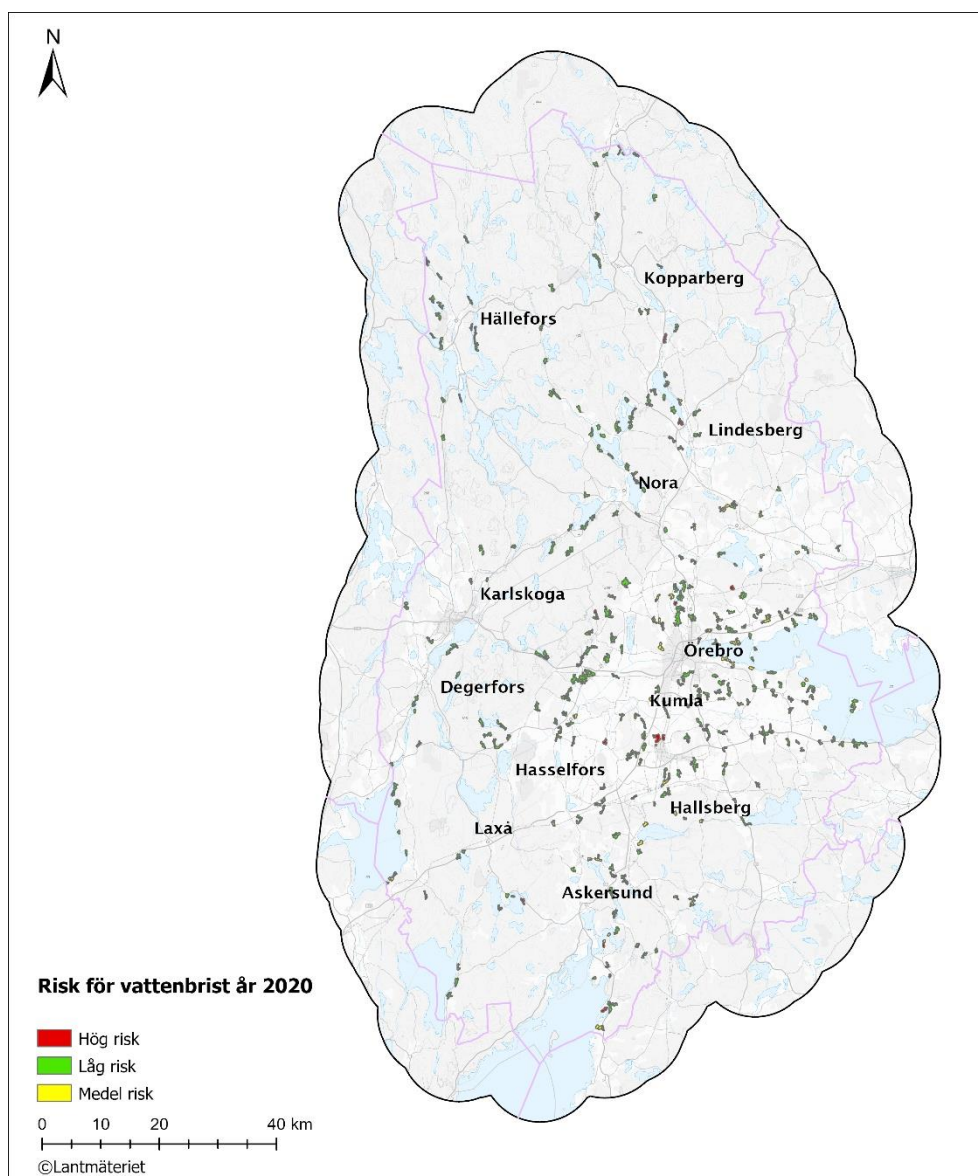 N
Kopparberg
Hällefors
Lindesberg
Nora
Karlskoga
Örebro
Degerfors
Kumla
Hasselfors
Hallsberg
Laxå
Askersund
Risk för vattenbrist år 2020
Hög risk
Låg risk
Medel risk
0 10 20 40 km
©Lantmäteriet